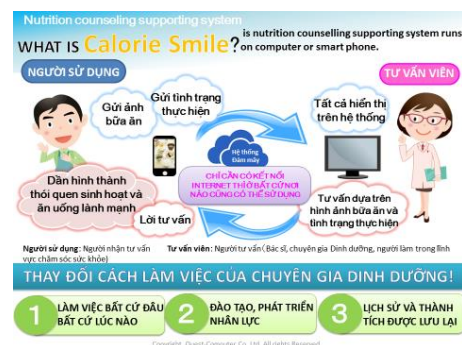 Nutrition counseling supporting system
WHAT IS Calorie Smile?
is nutrition counselling supporting system runs
on computer or smart phone.
NGƯỜI SỬ DỤNG
TƯ VẤN VIÊN
Gửi ảnh
bữa ăn
Gửi tình trạng
thực hiện
Tất cả hiển thị
trên hệ thống
Hệ thống
Đám mây
CHỈ CẦN CÓ KẾT NỐI
INTERNET THÌ Ở BẤT CỨ NƠI
NÀO CŨNG CÓ THỂ SỬ DỤNG
Dần hình thành
thói quen sinh hoạt và
ăn uống lành mạnh
Lời tư vấn
Tư vấn dựa trên
hình ảnh bữa ăn và
tình trạng thực hiện
Người sử dụng: Người nhận tư vấn
Tư vấn viên: Người tư vấn (Bác sĩ, chuyên gia Dinh dưỡng, người làm trong lĩnh
vực chăm sóc sức khỏe)
THAY ĐỔI CÁCH LÀM VIỆC CỦA CHUYÊN GIA DINH DƯỠNG!
1
LÀM VIỆC BẤT CỨ ĐÂU
BẤT CỨ LÚC NÀO
2
ĐÀO TẠO, PHÁT TRIỂN
NHÂN LỰC
3
LỊCH SỬ VÀ THÀNH
TÍCH ĐƯỢC LƯU LẠI
Copyright Quest-Computer Co., Ltd. All rights Reserved